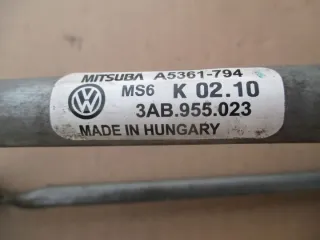 MITSUBA A5361-794
MS6 K 02.10
3AB.955.023
MADE IN HUNGARY